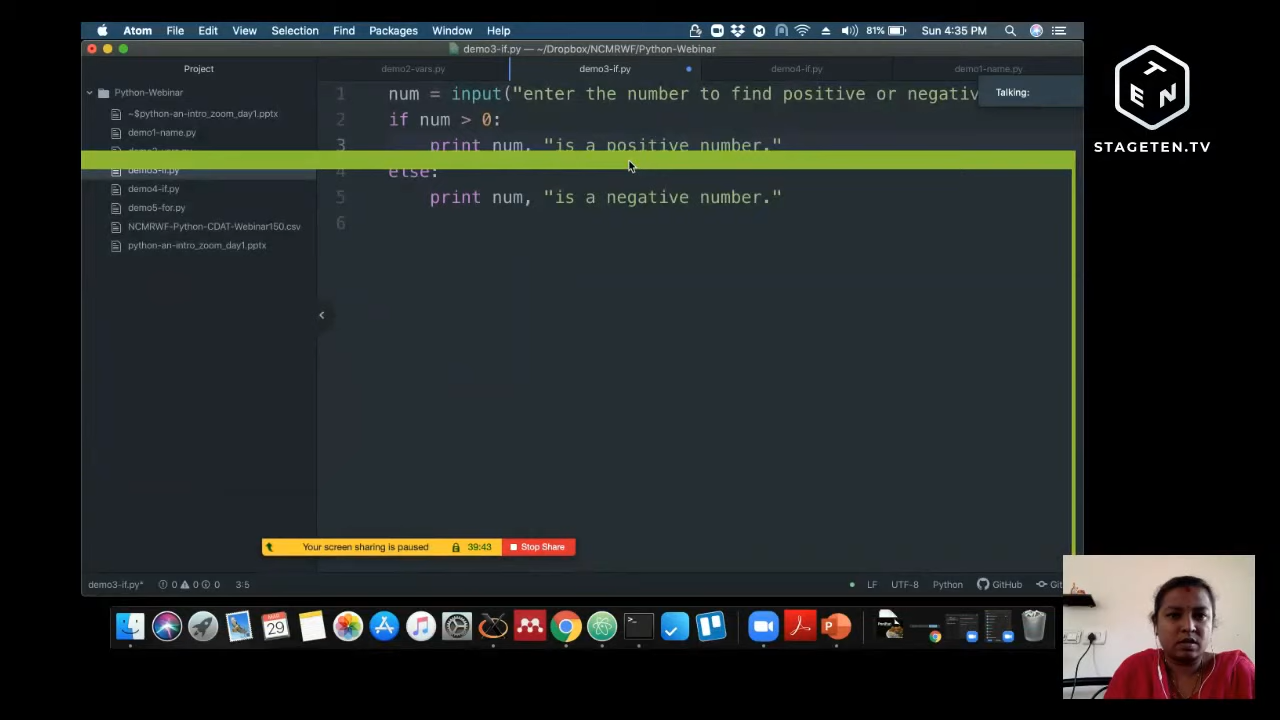 Atom File Edit View Selection Find Packages Window Help 81% Sun 4:35 PM
demo3-if.py — ~/Dropbox/NCMRWF/Python-Webinar
Project demo2-vars.py demo3-if.py demo4-if.py demo1-name.py
Talking:
Python-Webinar
~$python-an-intro_zoom_day1.pptx
demo1-name.py
demo3-if.py
demo4-if.py
demo5-for.py
NCMRWF-Python-CDAT-Webinar150.csv
python-an-intro_zoom_day1.pptx
1 num = input("enter the number to find positive or negativ
2 if num > 0:
3 print num, "is a positive number."
4 else:
5 print num, "is a negative number."
6
Your screen sharing is paused 39:43 Stop Share
demo3-if.py* 0 0 0 3:5 LF UTF-8 Python GitHub Git
MAR
29
T
E N
STAGETEN.TV